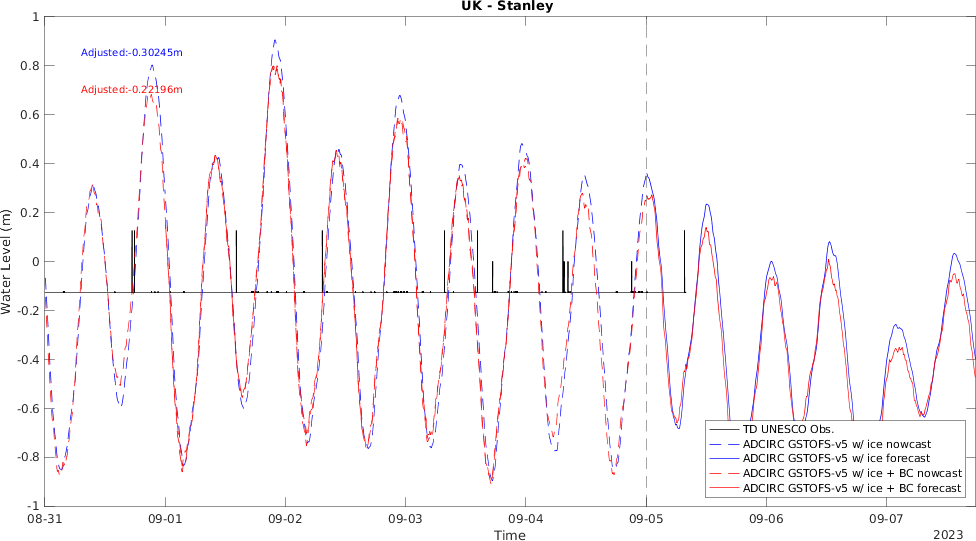 UK - Stanley
Adjusted:-0.30245m
Adjusted:-0.22196m
Water Level (m)
1
0.8
0.6
0.4
0.2
0
-0.2
-0.4
-0.6
-0.8
-1
TD UNESCO Obs.
ADCIRC GSTOFS-v5 w/ ice nowcast
ADCIRC GSTOFS-v5 w/ ice forecast
ADCIRC GSTOFS-v5 w/ ice + BC nowcast
ADCIRC GSTOFS-v5 w/ ice + BC forecast
08-31 09-01 09-02 09-03 09-04 09-05 09-06 09-07
Time
2023